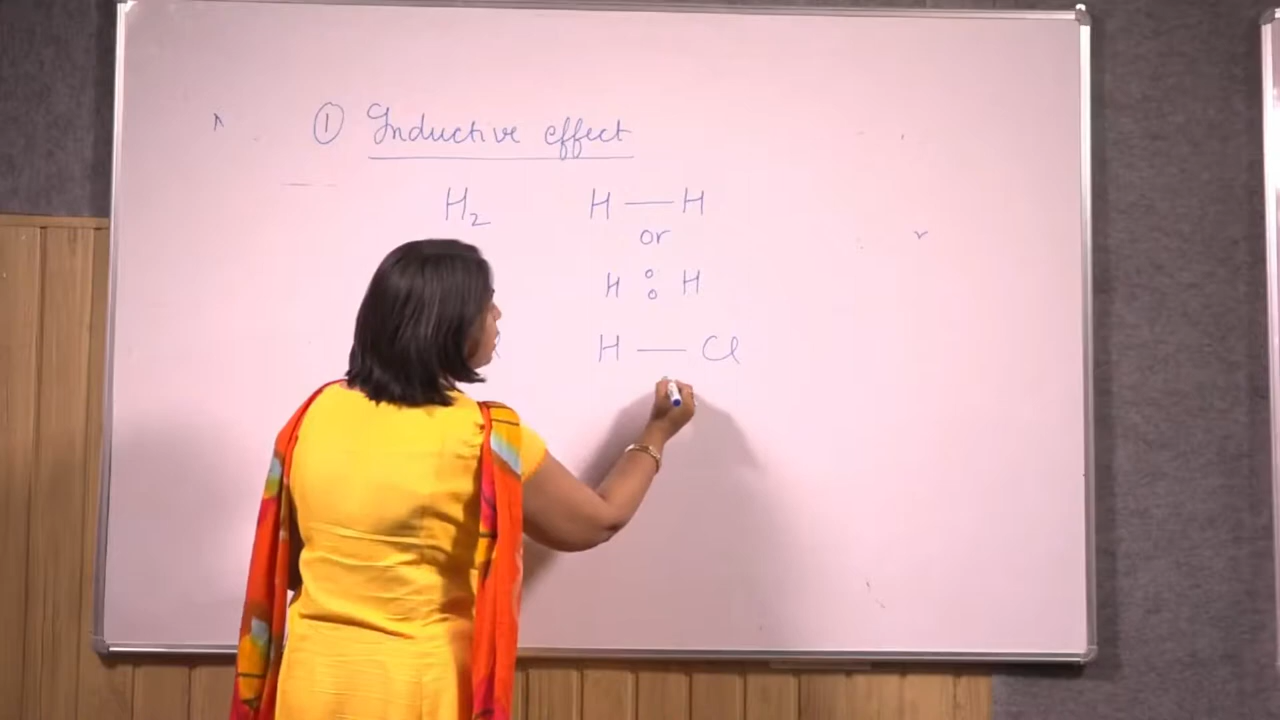 ① Inductive effect
H₂ H — H
or
H : H
H — Cl